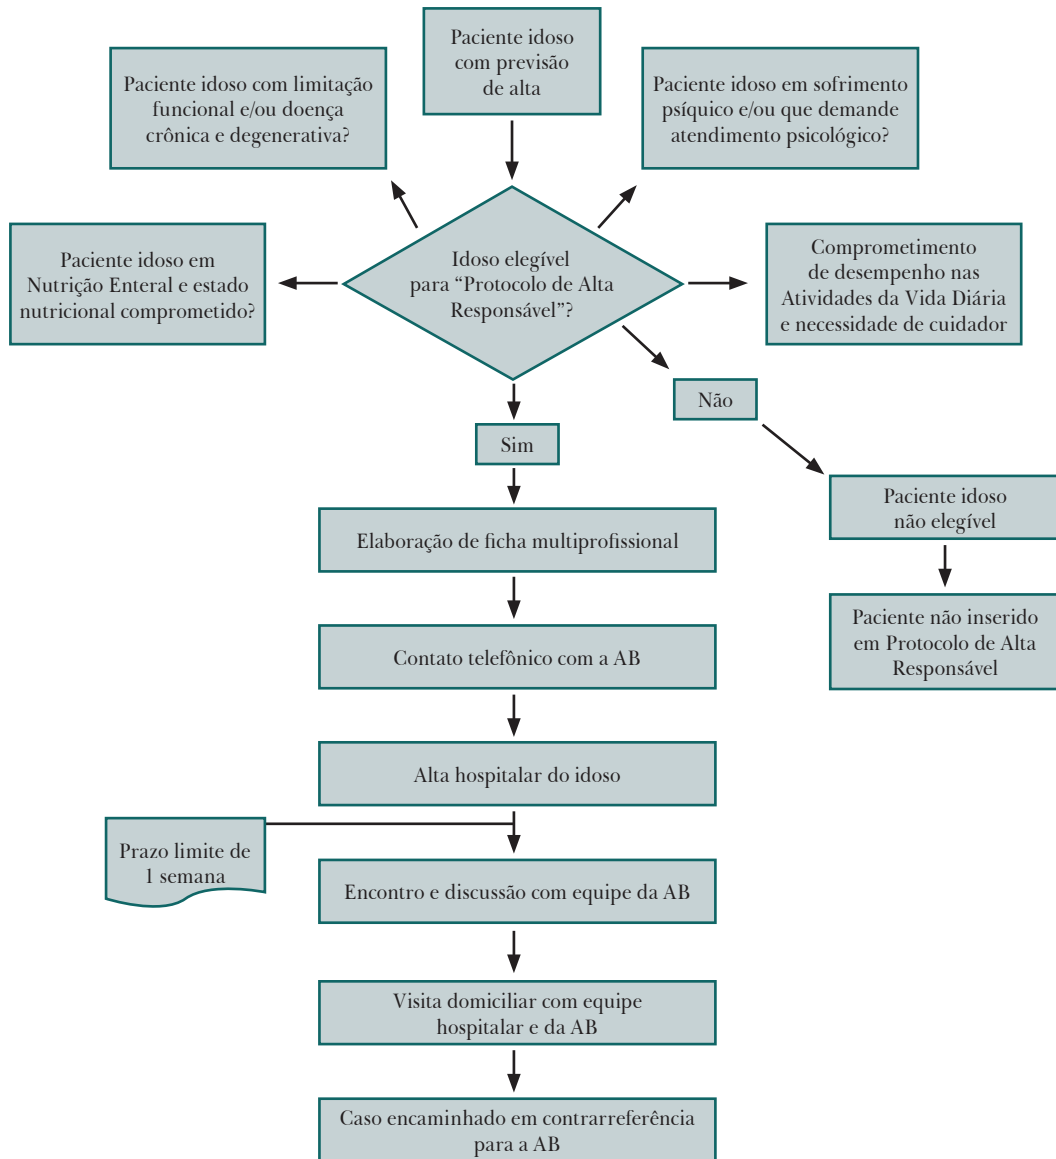 Paciente idoso
com previsão
de alta
Paciente idoso com limitação
funcional e/ou doença
crônica e degenerativa?
Paciente idoso em sofrimento
psíquico e/ou que demande
atendimento psicológico?
Paciente idoso em
Nutrição Enteral e estado
nutricional comprometido?
Idoso elegível
para “Protocolo de Alta
Responsável”?
Comprometimento
de desempenho nas
Atividades da Vida Diária
e necessidade de cuidador
Não
Sim
Paciente idoso
não elegível
Elaboração de ficha multiprofissional
Paciente não inserido
em Protocolo de Alta
Responsável
Contato telefônico com a AB
Alta hospitalar do idoso
Prazo limite de
1 semana
Encontro e discussão com equipe da AB
Visita domiciliar com equipe
hospitalar e da AB
Caso encaminhado em contrarreferência
para a AB